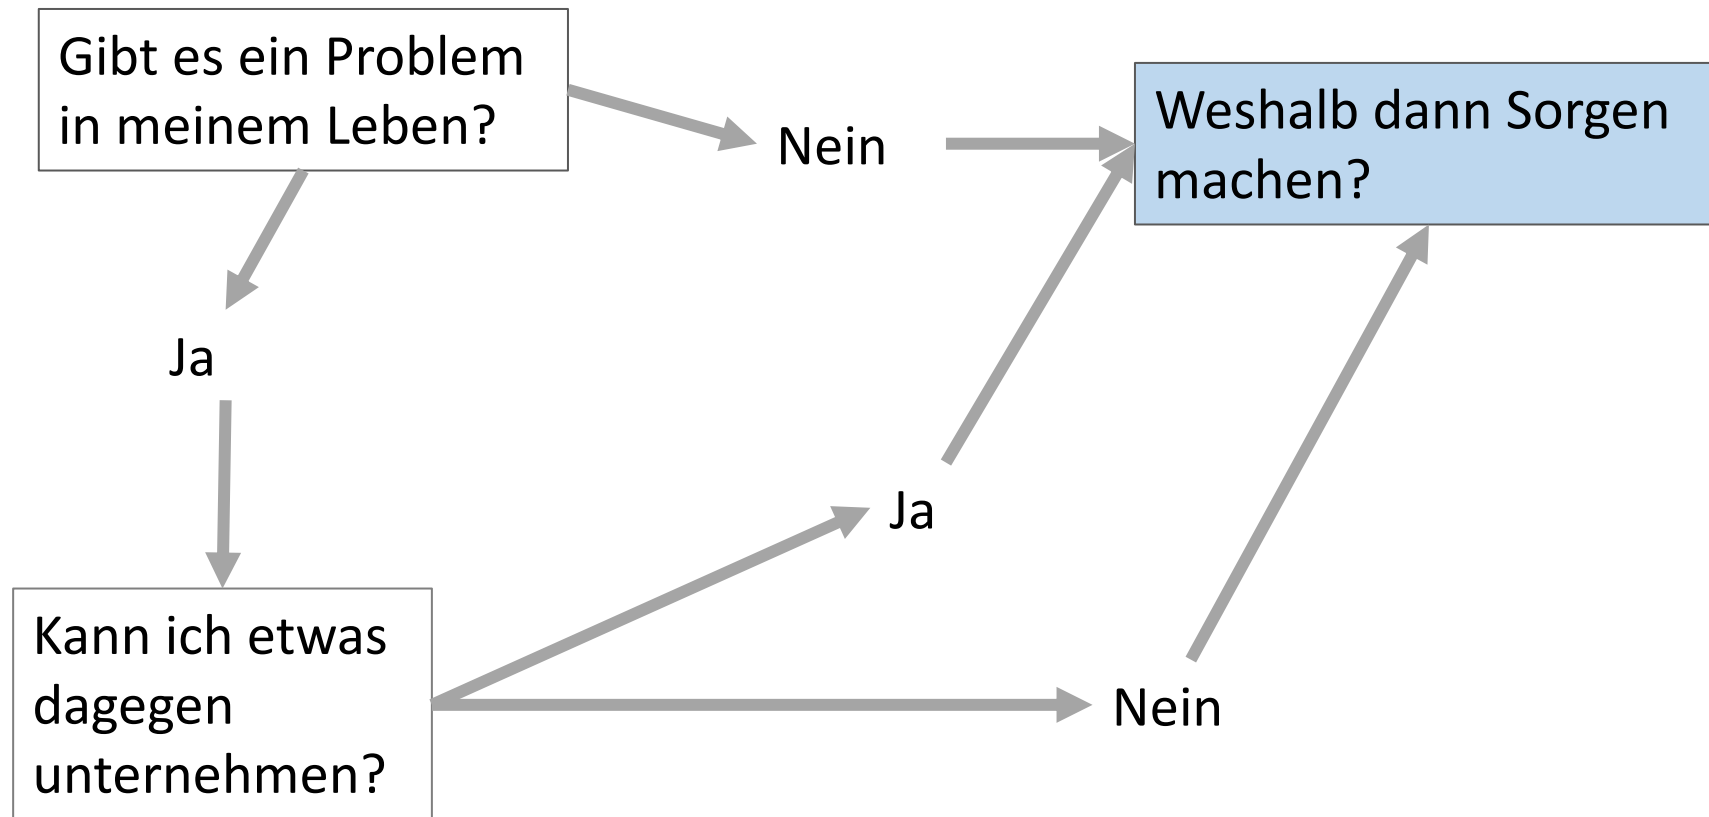 Gibt es ein Problem
in meinem Leben?
Nein
Weshalb dann Sorgen
machen?
Ja
Ja
Kann ich etwas
dagegen
unternehmen?
Nein